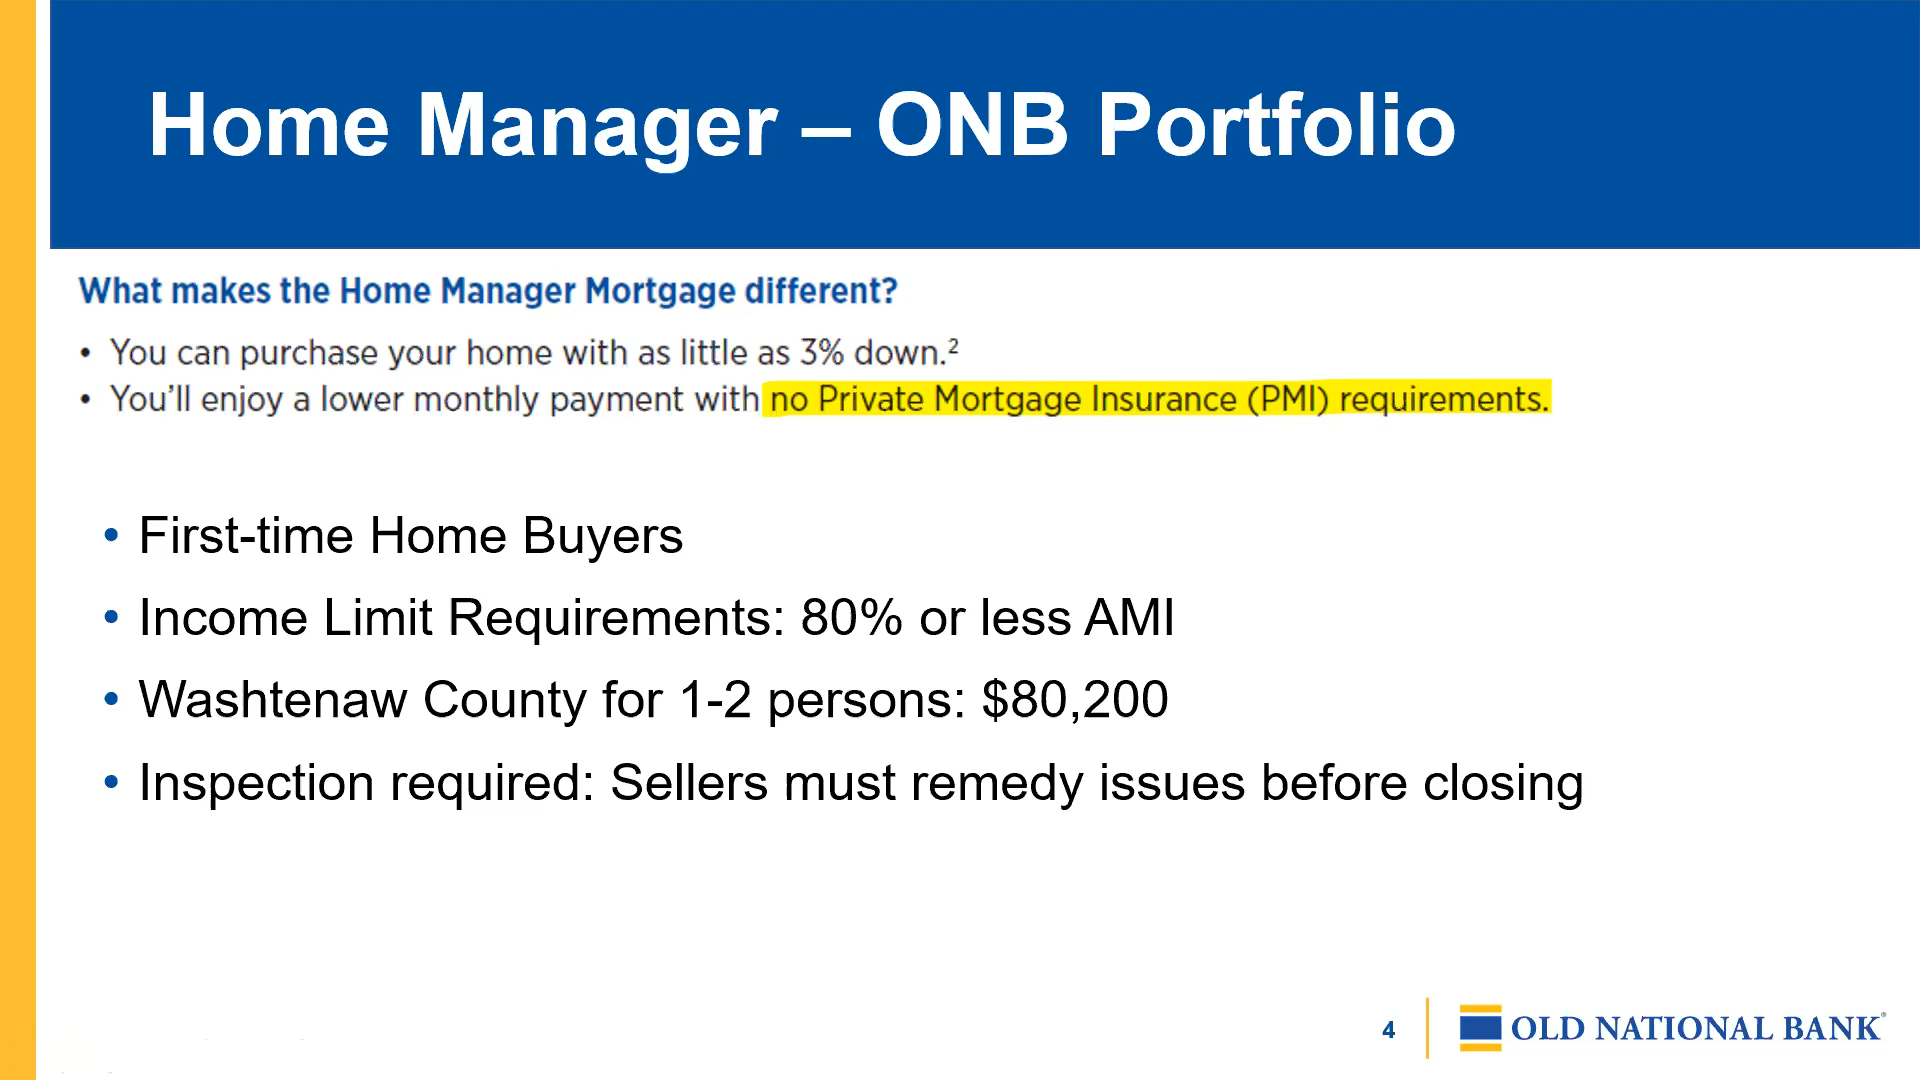 Home Manager – ONB Portfolio
What makes the Home Manager Mortgage different?
• You can purchase your home with as little as 3% down.²
• You'll enjoy a lower monthly payment with no Private Mortgage Insurance (PMI) requirements.
• First-time Home Buyers
• Income Limit Requirements: 80% or less AMI
• Washtenaw County for 1-2 persons: $80,200
• Inspection required: Sellers must remedy issues before closing
4
OLD NATIONAL BANK®